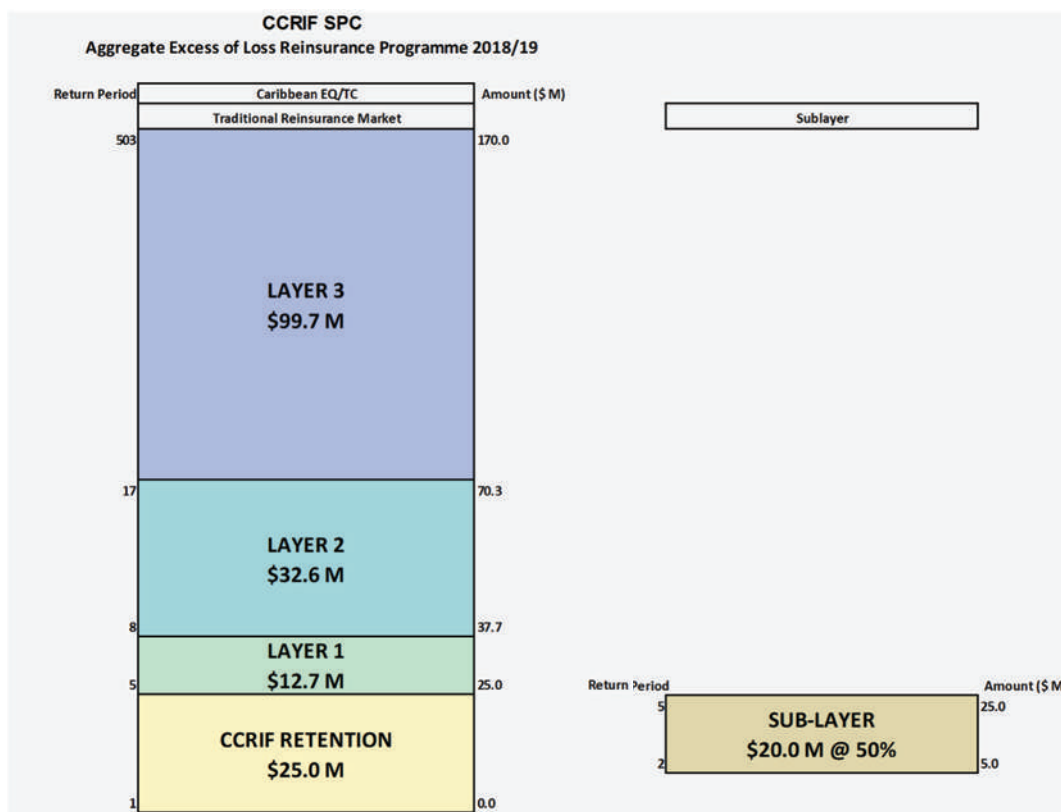 CCRIF SPC
Aggregate Excess of Loss Reinsurance Programme 2018/19
Return Period Caribbean EQ/TC Amount ($ M)
Traditional Reinsurance Market Sublayer
503 170.0
LAYER 3
$99.7 M
17 70.3
LAYER 2
$32.6 M
8 37.7
LAYER 1
$12.7 M
5 25.0
Return Period Amount ($ M
5 25.0
SUB-LAYER
$20.0 M @ 50%
2 5.0
CCRIF RETENTION
$25.0 M
1 0.0